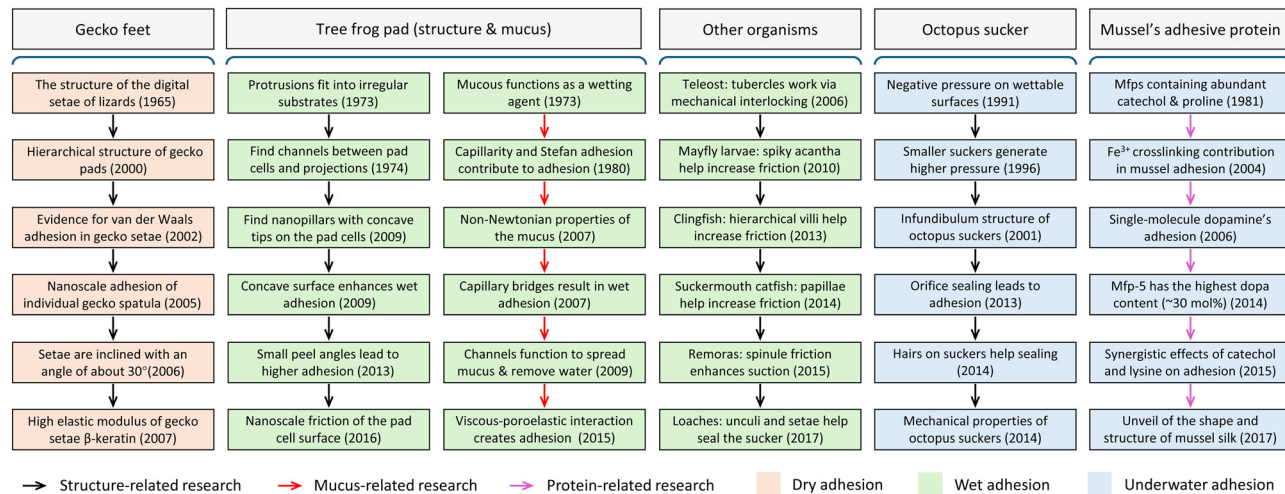 Gecko feet
Tree frog pad (structure & mucus)
Other organisms
Octopus sucker
Mussel's adhesive protein
The structure of the digital
setae of lizards (1965)
Hierarchical structure of gecko
pads (2000)
Evidence for van der Waals
adhesion in gecko setae (2002)
Nanoscale adhesion of
individual gecko spatula (2005)
Setae are inclined with an
angle of about 30°(2006)
High elastic modulus of gecko
setae β-keratin (2007)
Protrusions fit into irregular
substrates (1973)
Find channels between pad
cells and projections (1974)
Find nanopillars with concave
tips on the pad cells (2009)
Concave surface enhances wet
adhesion (2009)
Small peel angles lead to
higher adhesion (2013)
Nanoscale friction of the pad
cell surface (2016)
Mucous functions as a wetting
agent (1973)
Capillarity and Stefan adhesion
contribute to adhesion (1980)
Non-Newtonian properties of
the mucus (2007)
Capillary bridges result in wet
adhesion (2007)
Channels function to spread
mucus & remove water (2009)
Viscous-poroelastic interaction
creates adhesion (2015)
Teleost: tubercles work via
mechanical interlocking (2006)
Mayfly larvae: spiky acantha
help increase friction (2010)
Clingfish: hierarchical villi help
increase friction (2013)
Suckermouth catfish: papillae
help increase friction (2014)
Remoras: spinule friction
enhances suction (2015)
Loaches: unculi and setae help
seal the sucker (2017)
Negative pressure on wettable
surfaces (1991)
Smaller suckers generate
higher pressure (1996)
Infundibulum structure of
octopus suckers (2001)
Orifice sealing leads to
adhesion (2013)
Hairs on suckers help sealing
(2014)
Mechanical properties of
octopus suckers (2014)
Mfps containing abundant
catechol & proline (1981)
Fe³⁺ crosslinking contribution
in mussel adhesion (2004)
Single-molecule dopamine's
adhesion (2006)
Mfp-5 has the highest dopa
content (~30 mol%) (2014)
Synergistic effects of catechol
and lysine on adhesion (2015)
Unveil of the shape and
structure of mussel silk (2017)
Structure-related research
Mucus-related research
Protein-related research
Dry adhesion
Wet adhesion
Underwater adhesion